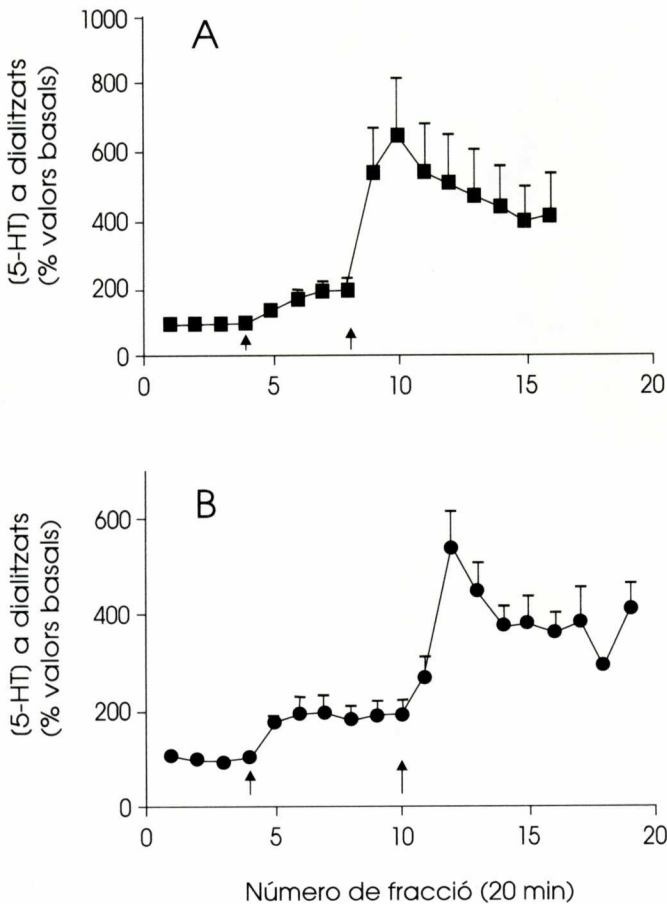 A
1000
800
600
400
200
0
(5-HT) a dialitzats
(% valors basals)
0 5 10 15 20
B
600
400
200
0
(5-HT) a dialitzats
(% valors basals)
0 5 10 15 20
Número de fracció (20 min)